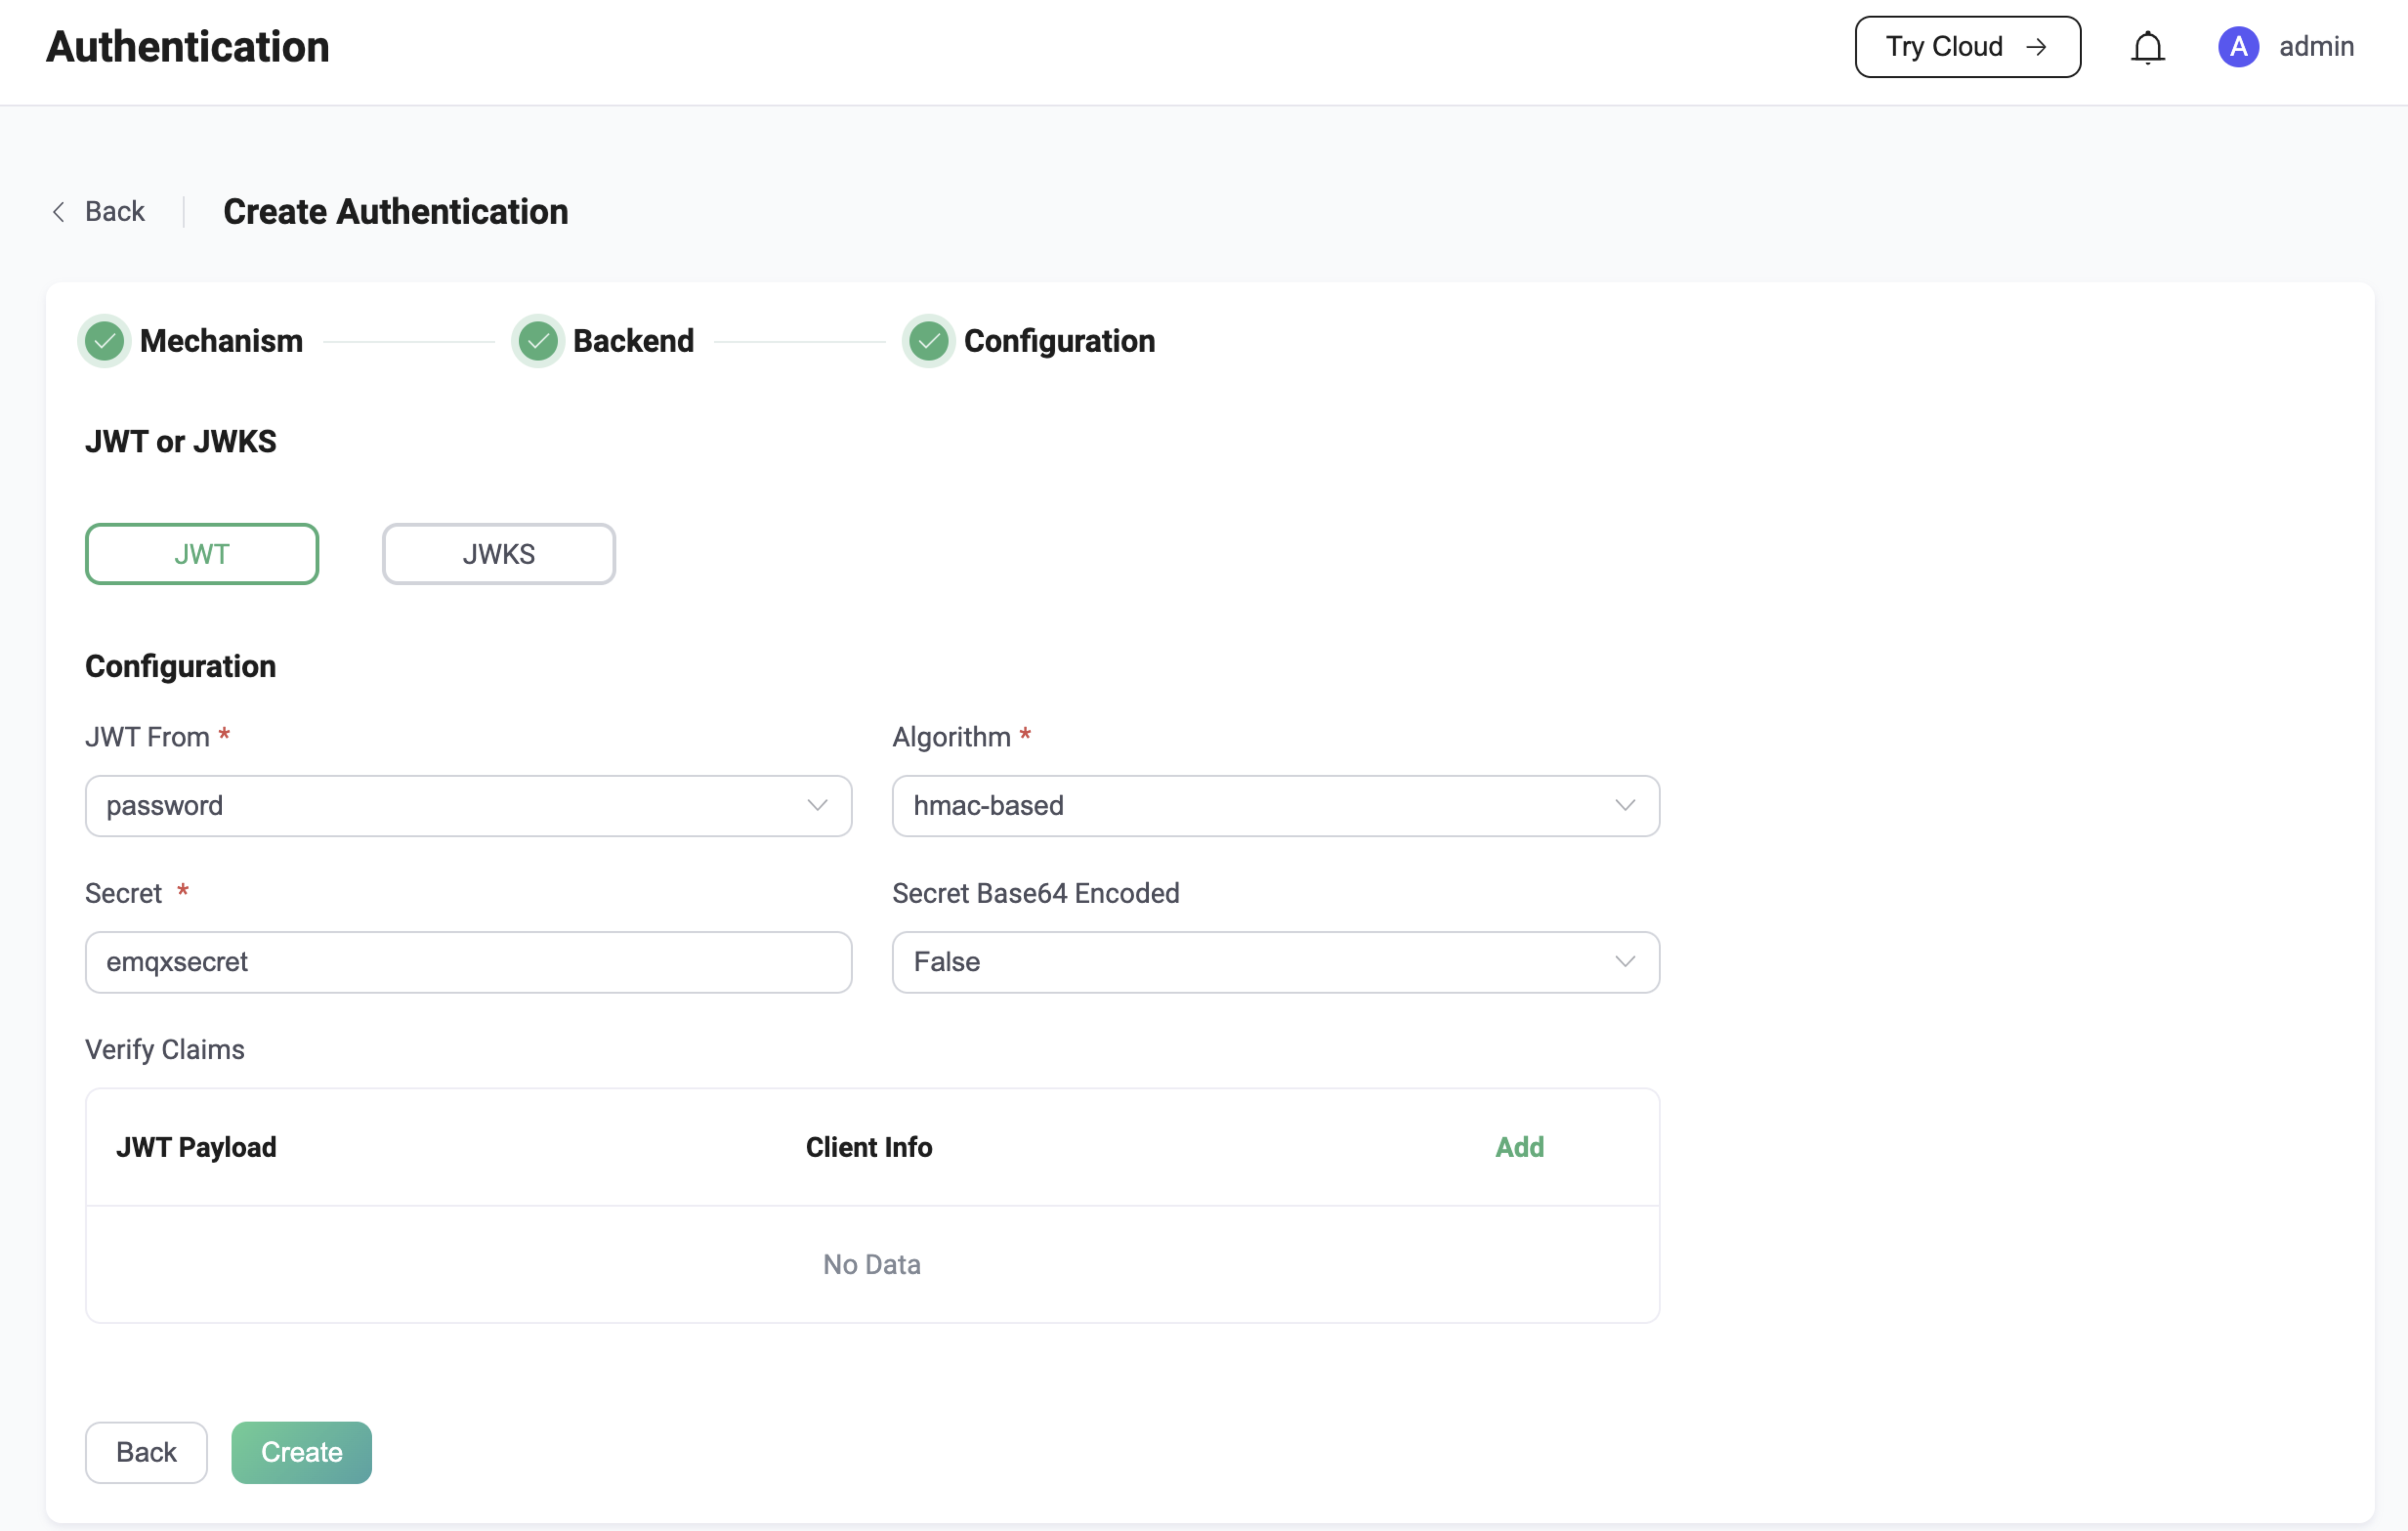 Authentication
Try Cloud →
A admin
Back
Create Authentication
Mechanism
Backend
Configuration
JWT or JWKS
JWT
JWKS
Configuration
JWT From *
Algorithm *
password
hmac-based
Secret *
Secret Base64 Encoded
emqxsecret
False
Verify Claims
JWT Payload
Client Info
Add
No Data
Back
Create